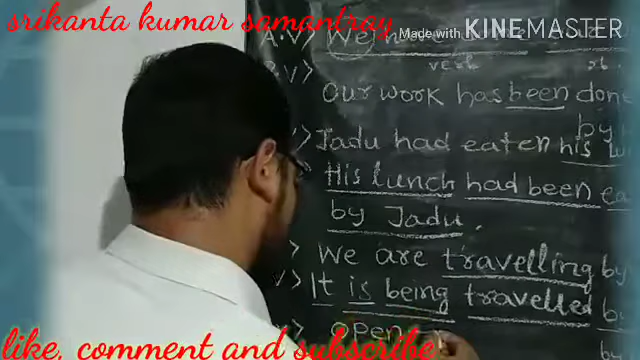 srikanta kumar samantray
Made with KINEMASTER
A.V> We have
verb
Our work has been done
by
Jadu had eaten his
His lunch had been
by Jadu.
We are travelling by
It is being travelled
open
like, comment and subscribe